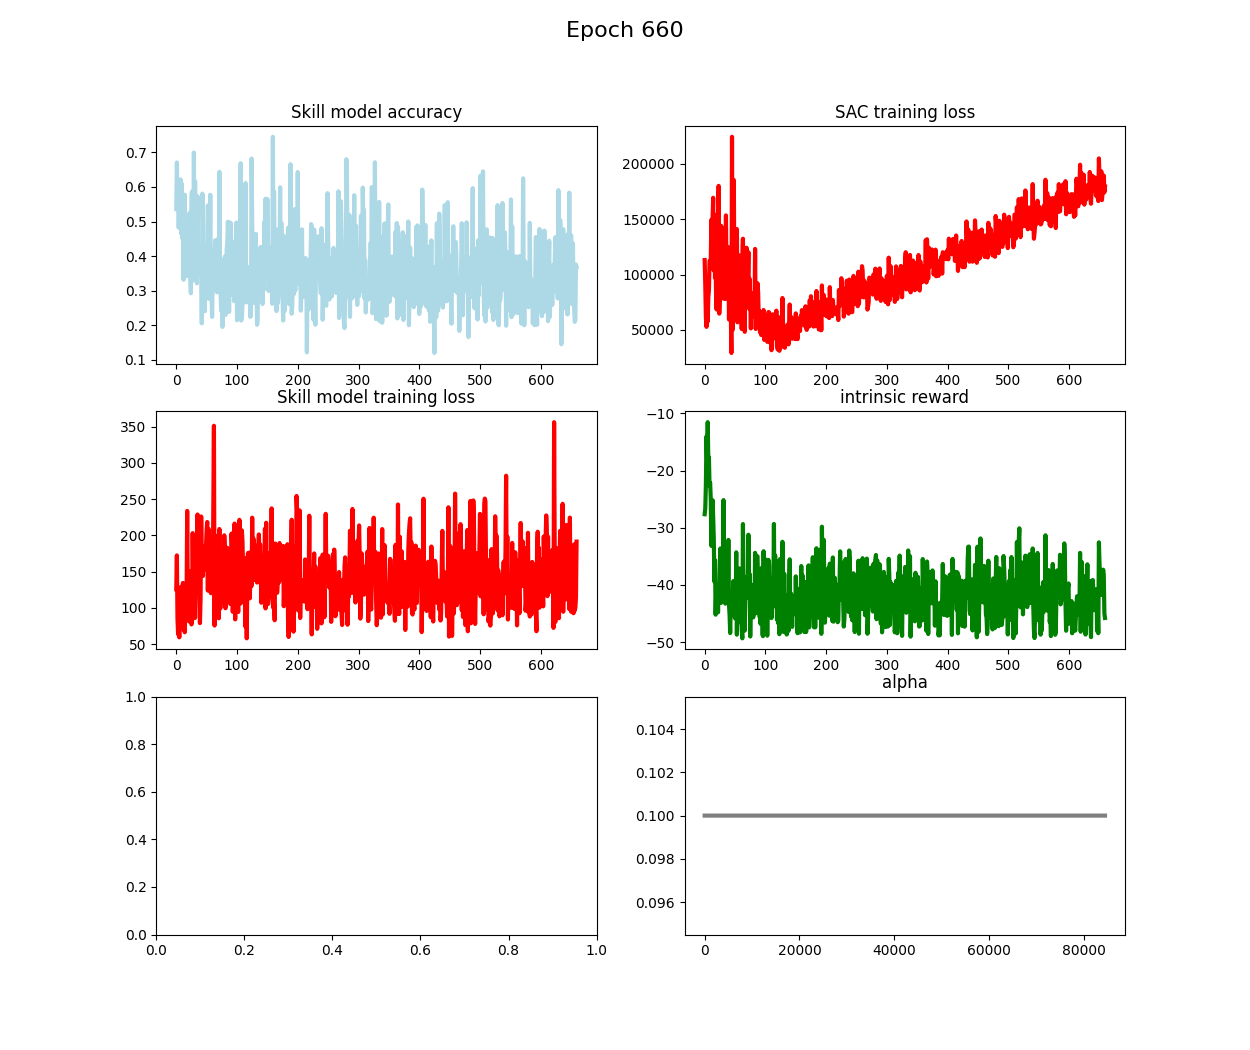 Epoch 660
Skill model accuracy
0.7
0.6
0.5
0.4
0.3
0.2
0.1
0 100 200 300 400 500 600
SAC training loss
200000
150000
100000
50000
0 100 200 300 400 500 600
Skill model training loss
350
300
250
200
150
100
50
0 100 200 300 400 500 600
intrinsic reward
−10
−20
−30
−40
−50
0 100 200 300 400 500 600
1.0
0.8
0.6
0.4
0.2
0.0
0.0 0.2 0.4 0.6 0.8 1.0
alpha
0.104
0.102
0.100
0.098
0.096
0 20000 40000 60000 80000